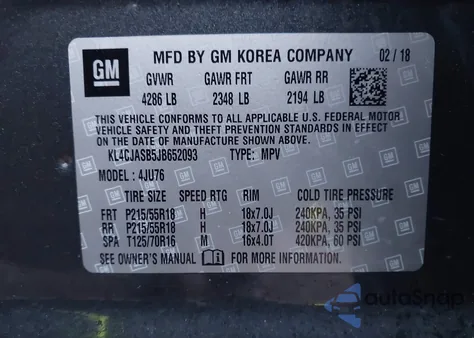 GM MFD BY GM KOREA COMPANY 02 / 18
GVWR GAWR FRT GAWR RR
4286 LB 2348 LB 2194 LB
THIS VEHICLE CONFORMS TO ALL APPLICABLE U.S. FEDERAL MOTOR
VEHICLE SAFETY AND THEFT PREVENTION STANDARDS IN EFFECT ON THE
DATE OF MANUFACTURE SHOWN ABOVE.
KL4CJASB5JB652093 TYPE: MPV
MODEL : 4JU76
TIRE SIZE SPEED RTG RIM COLD TIRE PRESSURE
FRT P215/55R18 H 18x7.0J 240KPA, 35 PSI
RR P215/55R18 H 18x7.0J 240KPA, 35 PSI
SPA T125/70R16 M 16x4.0T 420KPA, 60 PSI
SEE OWNER'S MANUAL FOR MORE INFORMATION.
autoSnap